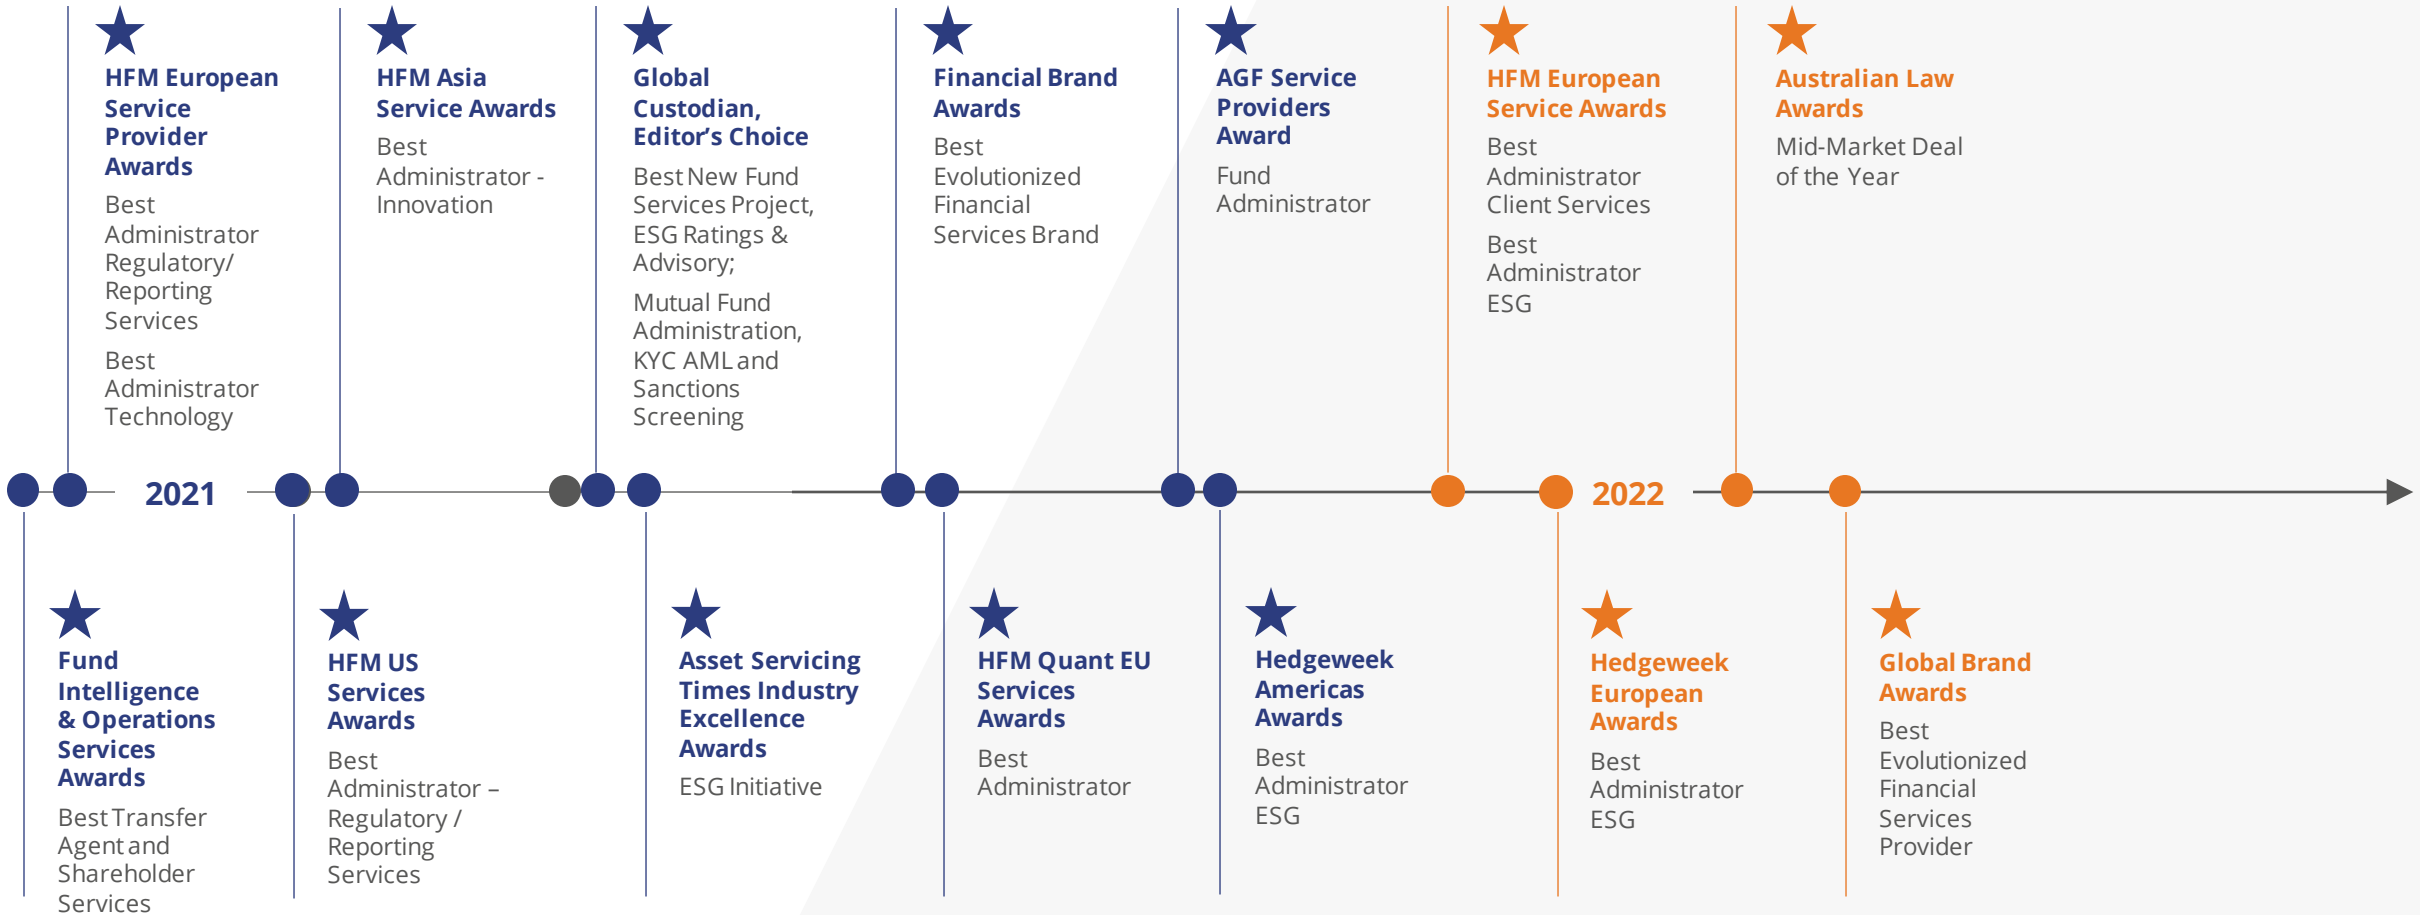 HFM European
Service
Provider
Awards
Best
Administrator
Regulatory/
Reporting
Services
Best
Administrator
Technology
HFM Asia
Service Awards
Best
Administrator -
Innovation
Global
Custodian,
Editor's Choice
Best New Fund
Services Project,
ESG Ratings &
Advisory;
Mutual Fund
Administration,
KYC AML and
Sanctions
Screening
Financial Brand
Awards
Best
Evolutionized
Financial
Services Brand
AGF Service
Providers
Award
Fund
Administrator
HFM European
Service Awards
Best
Administrator
Client Services
Best
Administrator
ESG
Australian Law
Awards
Mid-Market Deal
of the Year
2021
2022
Fund
Intelligence
& Operations
Services
Awards
Best Transfer
Agent and
Shareholder
Services
HFM US
Services
Awards
Best
Administrator –
Regulatory /
Reporting
Services
Asset Servicing
Times Industry
Excellence
Awards
ESG Initiative
HFM Quant EU
Services
Awards
Best
Administrator
Hedgeweek
Americas
Awards
Best
Administrator
ESG
Hedgeweek
European
Awards
Best
Administrator
ESG
Global Brand
Awards
Best
Evolutionized
Financial
Services
Provider